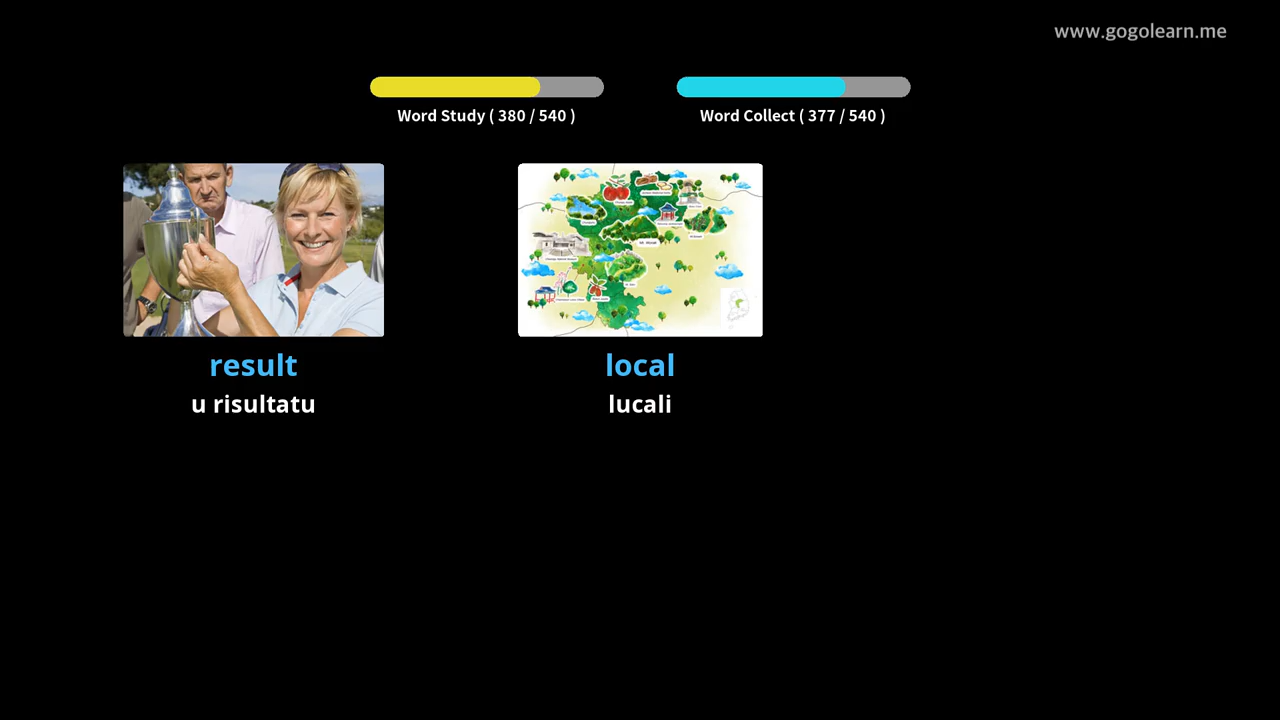 www.gogolearn.me
Word Study ( 380 / 540 )
Word Collect ( 377 / 540 )
result
u risultatu
local
lucali